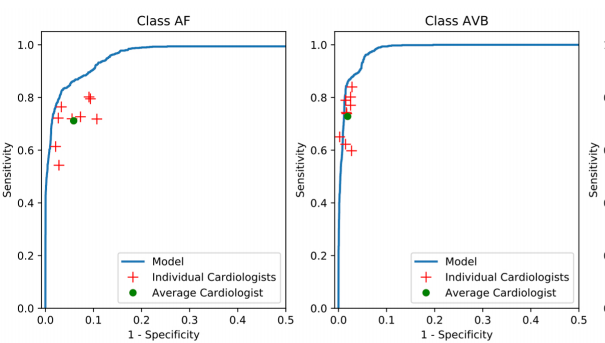 Class AF
1.0
0.8
0.6
0.4
0.2
0.0
Sensitivity
Model
Individual Cardiologists
Average Cardiologist
0.0 0.1 0.2 0.3 0.4 0.5
1 - Specificity
Class AVB
1.0
0.8
0.6
0.4
0.2
0.0
Sensitivity
Model
Individual Cardiologists
Average Cardiologist
0.0 0.1 0.2 0.3 0.4 0.5
1 - Specificity
Sensitivity